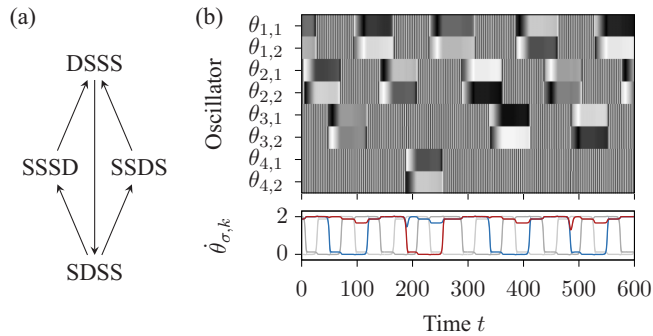 (a)
DSSS
SSSD SSDS
SDSS
(b)
Oscillator
θ1,1
θ1,2
θ2,1
θ2,2
θ3,1
θ3,2
θ4,1
θ4,2
θ̇σ,k
2
0
0 100 200 300 400 500 600
Time t